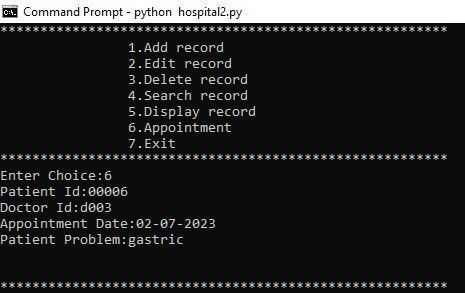 Command Prompt - python  hospital2.py
********************************************************
1.Add record
2.Edit record
3.Delete record
4.Search record
5.Display record
6.Appointment
7.Exit
********************************************************
Enter Choice:6
Patient Id:00006
Doctor Id:d003
Appointment Date:02-07-2023
Patient Problem:gastric
********************************************************